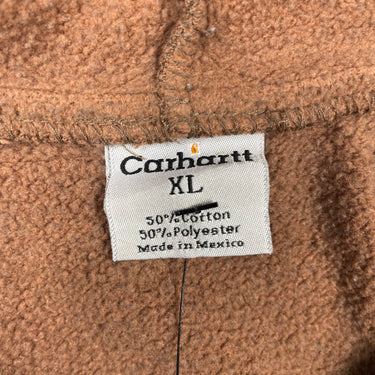 Carhartt
XL
50% Cotton
50% Polyester
Made in Mexico